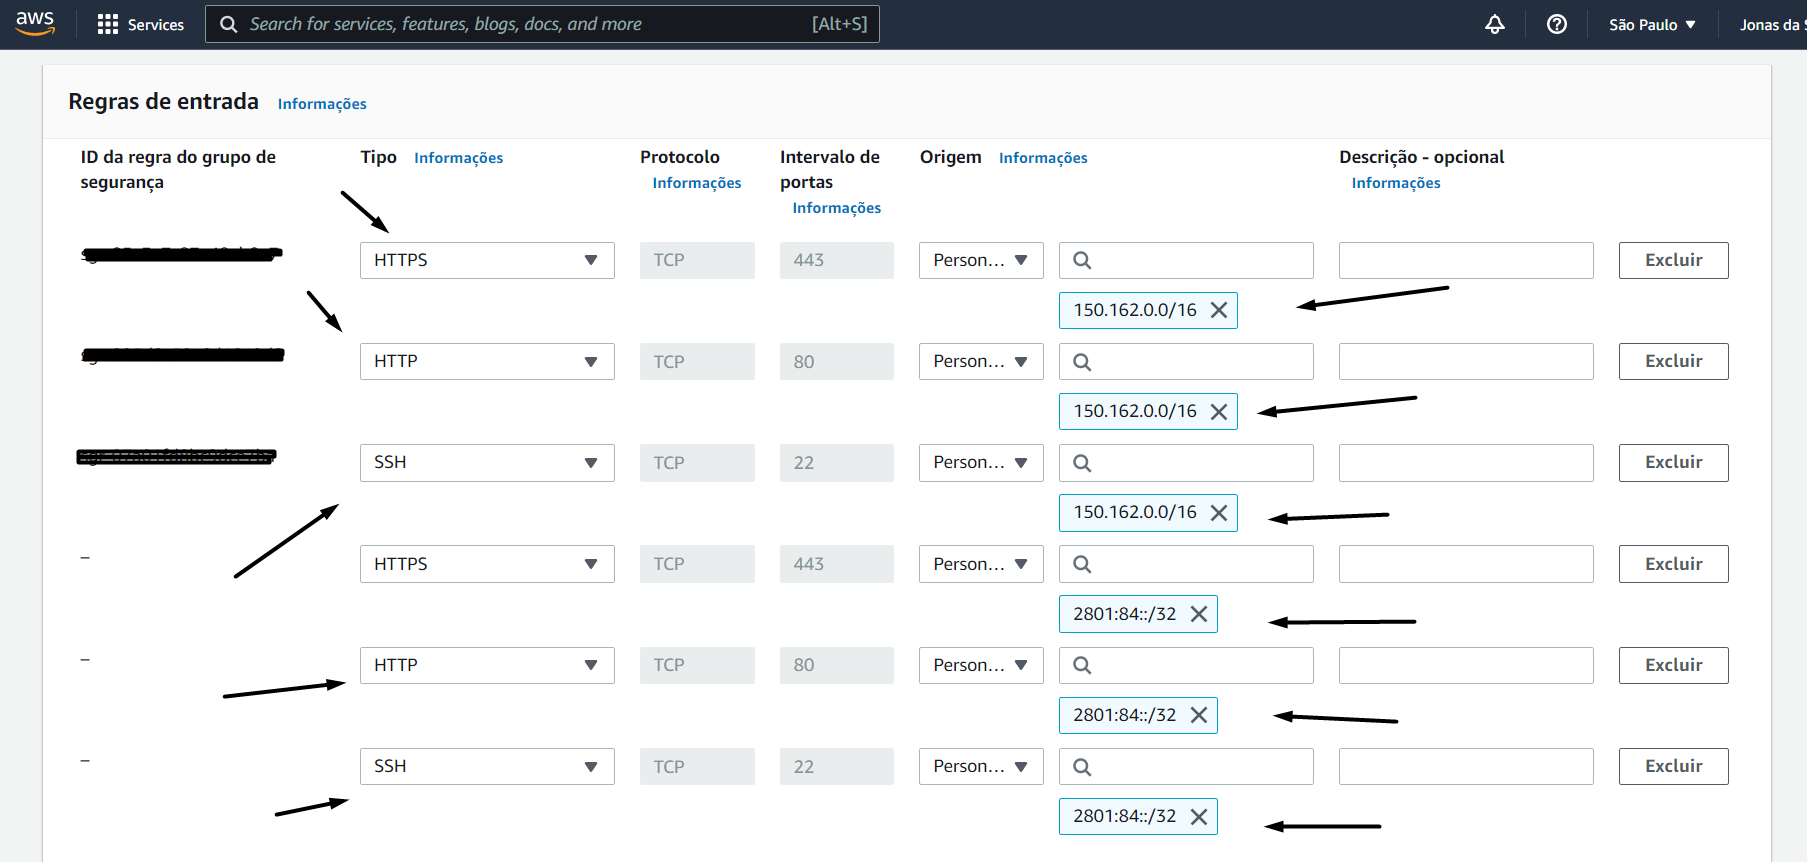 aws Services Search for services, features, blogs, docs, and more [Alt+S] São Paulo Jonas da
Regras de entrada Informações
ID da regra do grupo de segurança Tipo Informações Protocolo Informações Intervalo de portas Informações Origem Informações Descrição - opcional Informações
HTTPS TCP 443 Person... Excluir
150.162.0.0/16
HTTP TCP 80 Person... Excluir
150.162.0.0/16
SSH TCP 22 Person... Excluir
150.162.0.0/16
– HTTPS TCP 443 Person... Excluir
2801:84::/32
– HTTP TCP 80 Person... Excluir
2801:84::/32
– SSH TCP 22 Person... Excluir
2801:84::/32